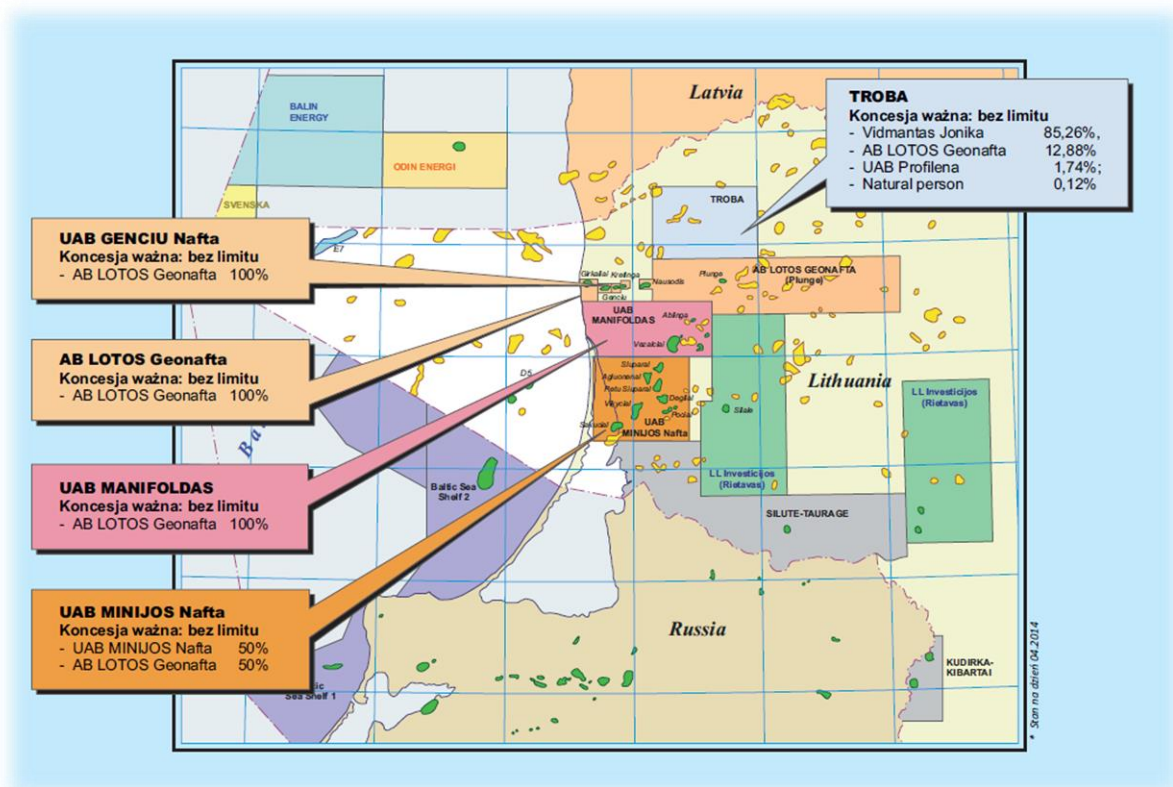 Latvia
TROBA
Koncesja ważna: bez limitu
- Vidmantas Jonika 85,26%,
- AB LOTOS Geonafta 12,88%
- UAB Profilena 1,74%;
- Natural person 0,12%
BALIN
ENERGY
ODIN ENERGI
SVENSKA
TROBA
UAB GENCIU Nafta
Koncesja ważna: bez limitu
- AB LOTOS Geonafta 100%
E7
Girkaliai
Kretinga
Genciu
Nausodis
Plunge
AB LOTOS GEONAFTA
(Plunge)
UAB
MANIFOLDAS
Ablinga
Vezaiciai
AB LOTOS Geonafta
Koncesja ważna: bez limitu
- AB LOTOS Geonafta 100%
D5
Siuparai
Agluonenai
Pietu Siuparai
Vilkyciai
Degliai
Pociai
Sakuciai
UAB
MINIJOS Nafta
Silale
Lithuania
LL Investicijos
(Rietavas)
LL Investicijos
(Rietavas)
UAB MANIFOLDAS
Koncesja ważna: bez limitu
- AB LOTOS Geonafta 100%
Baltic Sea
Shelf 2
SILUTE-TAURAGE
UAB MINIJOS Nafta
Koncesja ważna: bez limitu
- UAB MINIJOS Nafta 50%
- AB LOTOS Geonafta 50%
Russia
Sea Shelf 1
KUDIRKA-
KIBARTAI
* Stan na dzień 04.2014